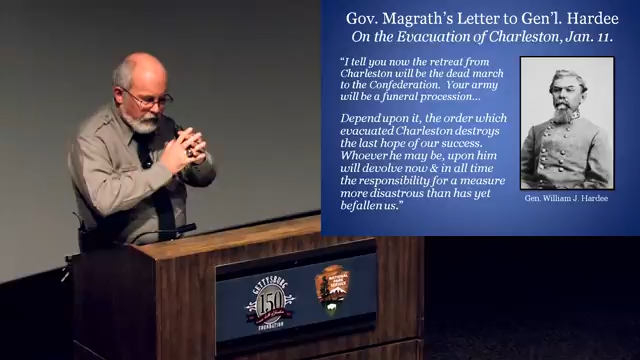 Gov. Magrath's Letter to Gen'l. Hardee
On the Evacuation of Charleston, Jan. 11.
“I tell you now the retreat from
Charleston will be the dead march
to the Confederation. Your army
will be a funeral procession…
Depend upon it, the order which
evacuated Charleston destroys
the last hope of our success.
Whoever he may be, upon him
will devolve now & in all time
the responsibility for a measure
more disastrous than has yet
befallen us.”
Gen. William J. Hardee
GETTYSBURG
150
FOUNDATION
NATIONAL
PARK
SERVICE